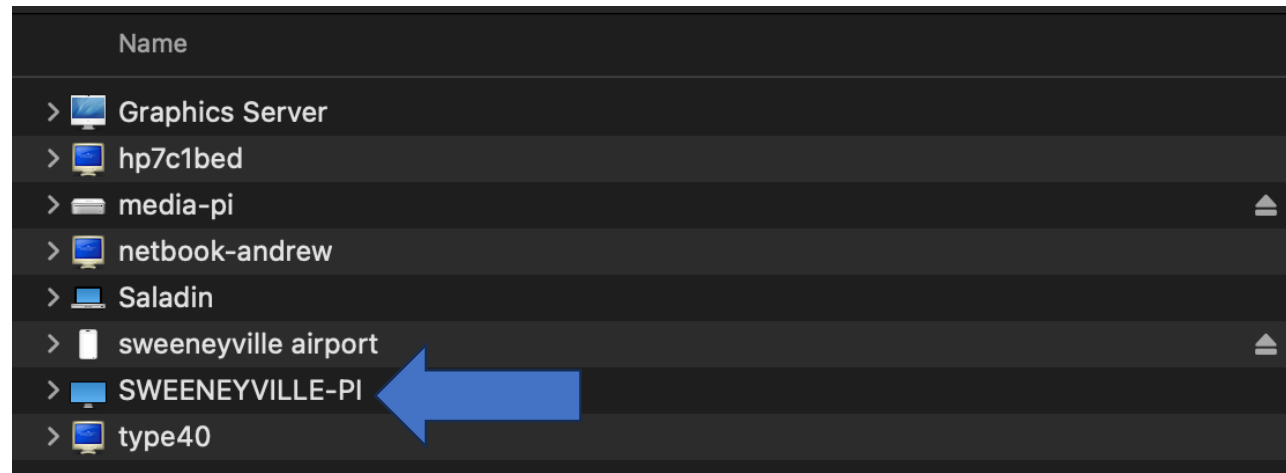 Name
Graphics Server
hp7c1bed
media-pi
netbook-andrew
Saladin
sweeneyville airport
SWEENEYVILLE-PI
type40